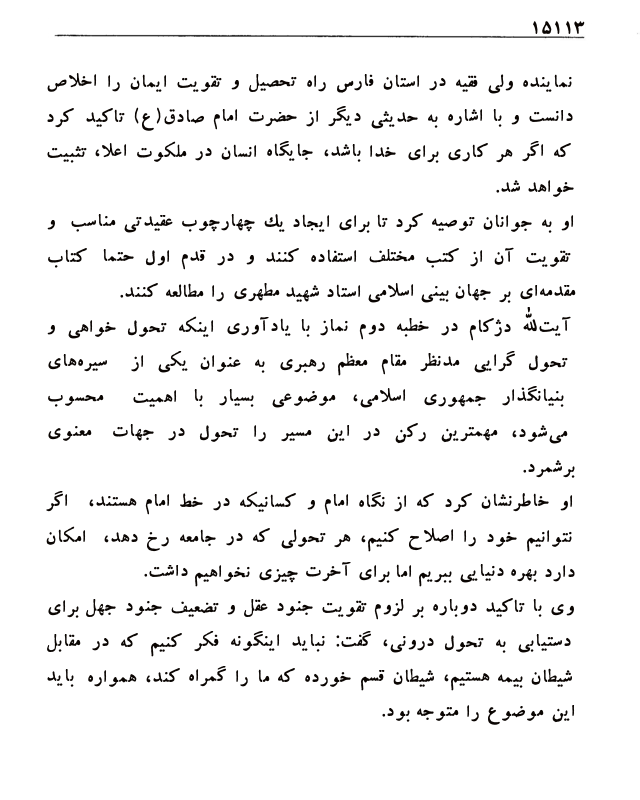 ۱۵۱۱۳
نماینده ولی فقیه در استان فارس راه تحصیل و تقویت ایمان را اخلاص
دانست و با اشاره به حدیثی دیگر از حضرت امام صادق(ع) تاکید کرد
که اگر هر کاری برای خدا باشد، جایگاه انسان در ملکوت اعلا، تثبیت
خواهد شد.
او به جوانان توصیه کرد تا برای ایجاد یك چهارچوب عقیدتی مناسب و
تقویت آن از کتب مختلف استفاده کنند و در قدم اول حتما کتاب
مقدمه‌ای بر جهان بینی اسلامی استاد شهید مطهری را مطالعه کنند.
آیت‌الله دژکام در خطبه دوم نماز با یادآوری اینکه تحول خواهی و
تحول گرایی مدنظر مقام معظم رهبری به عنوان یکی از سیره‌های
بنیانگذار جمهوری اسلامی، موضوعی بسیار با اهمیت محسوب
می‌شود، مهمترین رکن در این مسیر را تحول در جهات معنوی
برشمرد.
او خاطرنشان کرد که از نگاه امام و کسانیکه در خط امام هستند، اگر
نتوانیم خود را اصلاح کنیم، هر تحولی که در جامعه رخ دهد، امکان
دارد بهره دنیایی ببریم اما برای آخرت چیزی نخواهیم داشت.
وی با تاکید دوباره بر لزوم تقویت جنود عقل و تضعیف جنود جهل برای
دستیابی به تحول درونی، گفت: نباید اینگونه فکر کنیم که در مقابل
شیطان بیمه هستیم، شیطان قسم خورده که ما را گمراه کند، همواره باید
این موضوع را متوجه بود.